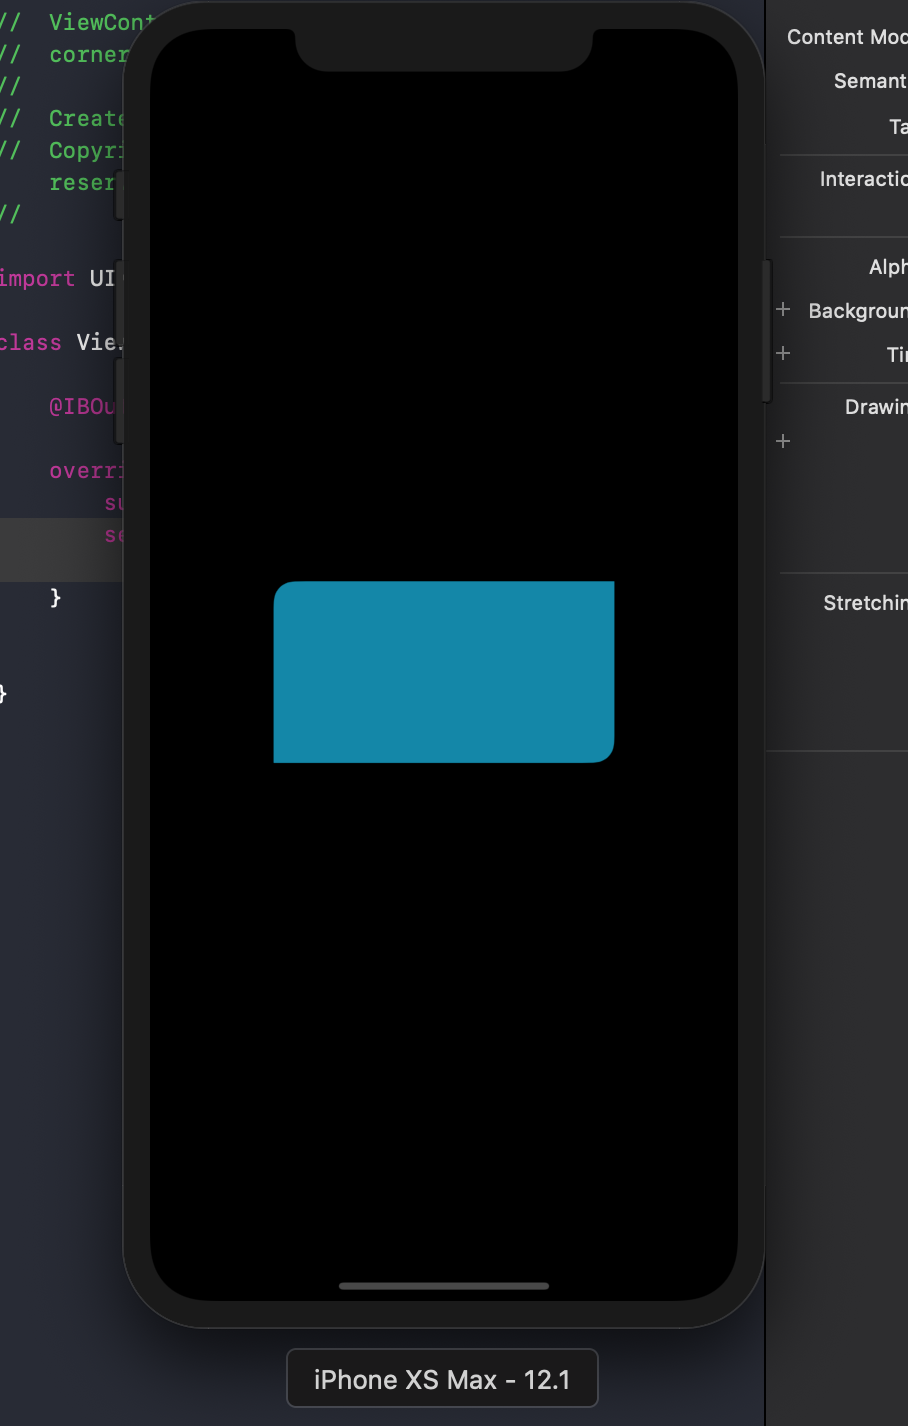 //  ViewCont
//  corner
//
//  Create
//  Copyri
reser
//
import UI
class Vie
@IBOu
overri
su
se
}
}
Content Mod
Semant
Ta
Interactio
Alph
+ Backgroun
+ Tin
Drawin
+
Stretchin
iPhone XS Max - 12.1